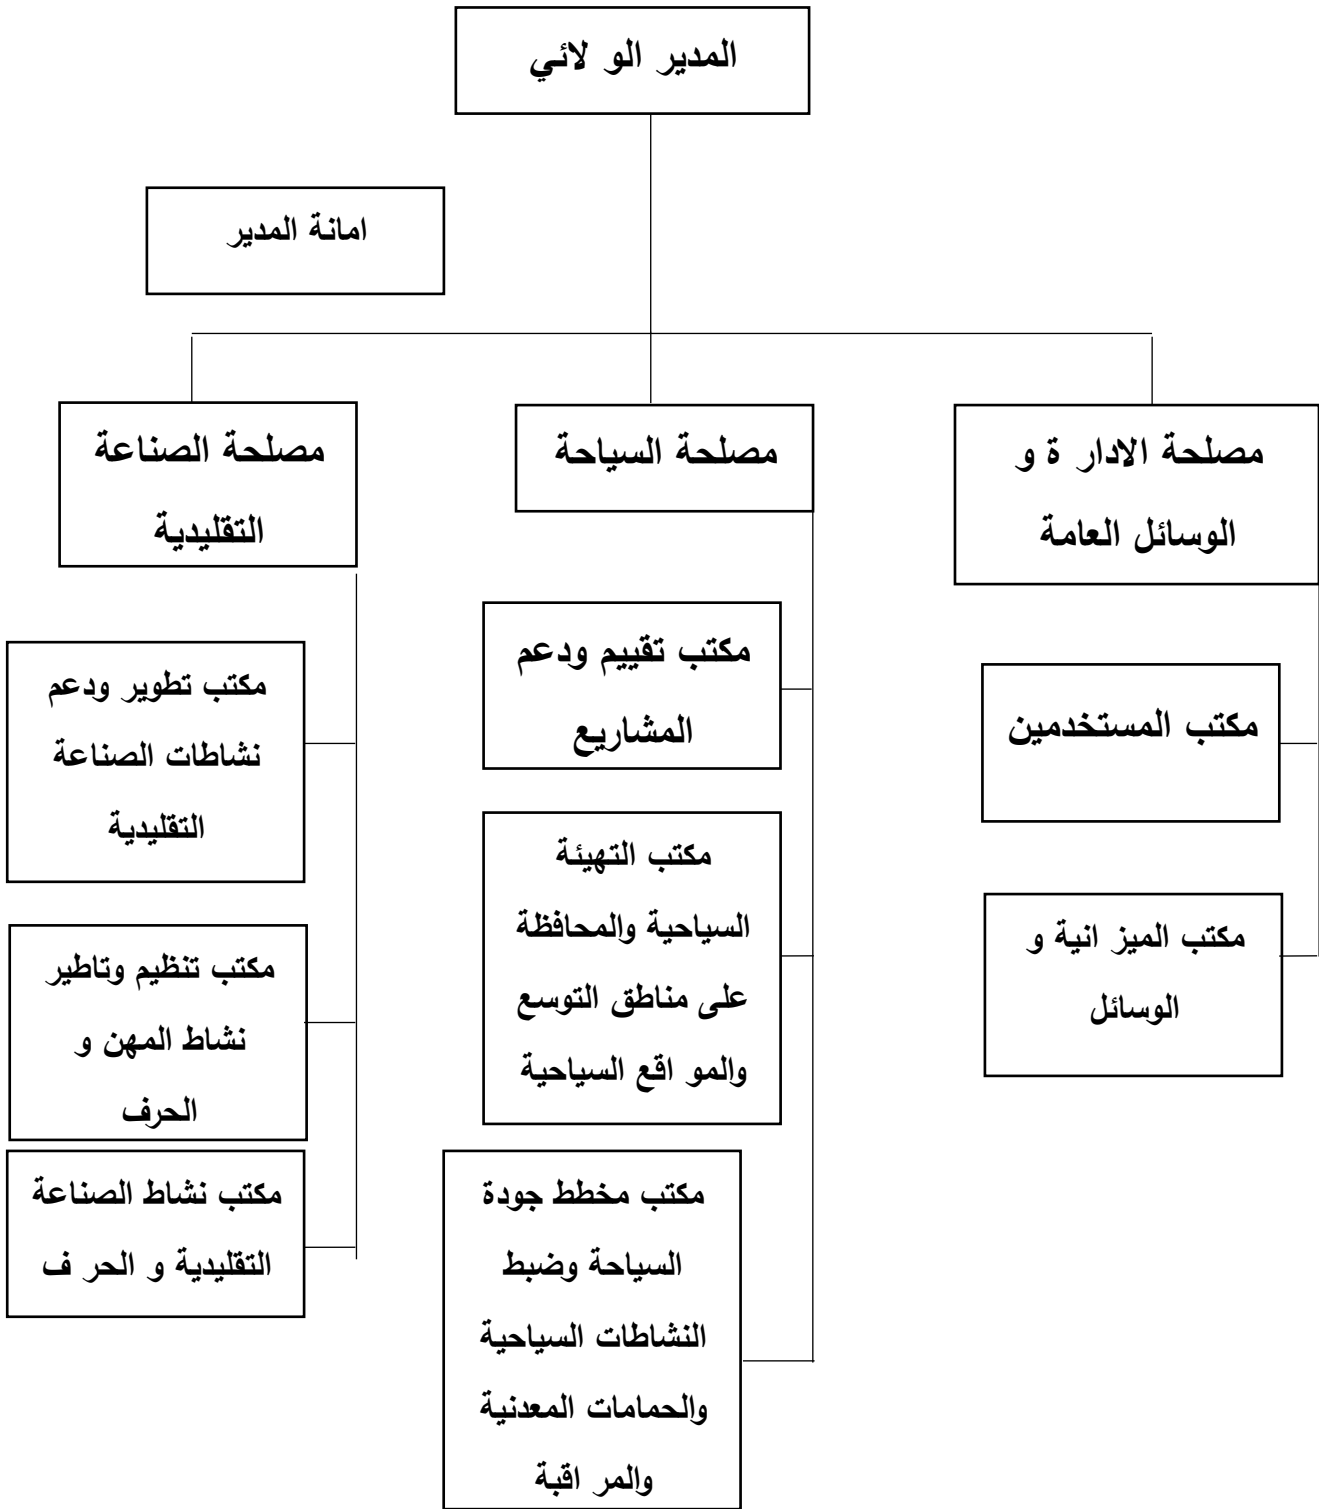 المدير الو لائي
امانة المدير
مصلحة الادار ة و
الوسائل العامة
مصلحة السياحة
مصلحة الصناعة
التقليدية
مكتب المستخدمين
مكتب الميز انية و
الوسائل
مكتب تقييم ودعم
المشاريع
مكتب التهيئة
السياحية والمحافظة
على مناطق التوسع
والمو اقع السياحية
مكتب مخطط جودة
السياحة وضبط
النشاطات السياحية
والحمامات المعدنية
والمر اقبة
مكتب تطوير ودعم
نشاطات الصناعة
التقليدية
مكتب تنظيم وتاطير
نشاط المهن و
الحرف
مكتب نشاط الصناعة
التقليدية و الحر ف